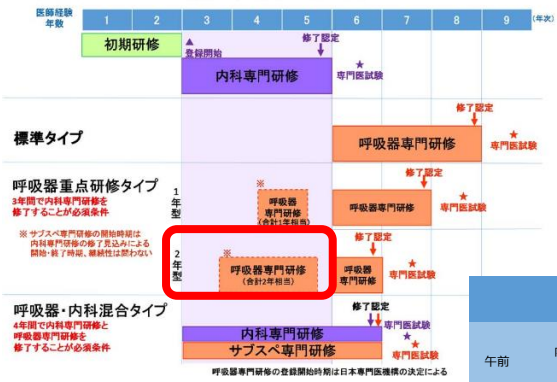 医師経験
年数
1 2 3 4 5 6 7 8 9 (年次)
初期研修
▲
登録開始
修了認定
内科専門研修
★
専門医試験
修了認定
標準タイプ
呼吸器専門研修
★
専門医試験
修了認定
呼吸器重点研修タイプ
3年間で内科専門研修を
修了することが必須条件
1年型
※
呼吸器
専門研修
(合計1年相当)
呼吸器専門研修
★
専門医試験
※ サブスペ専門研修の開始時期は
内科専門研修の修了見込みによる
開始・終了時期、継続性は問わない
修了認定
2年型
※
呼吸器専門研修
(合計2年相当)
呼吸器
専門研修
★
専門医試験
修了認定
呼吸器・内科混合タイプ
4年間で内科専門研修と
呼吸器専門研修を
修了することが必須条件
内科専門研修
★
専門医試験
サブスペ専門研修
★
専門医試験
呼吸器専門研修の登録開始時期は日本専門医機構の決定による
午前